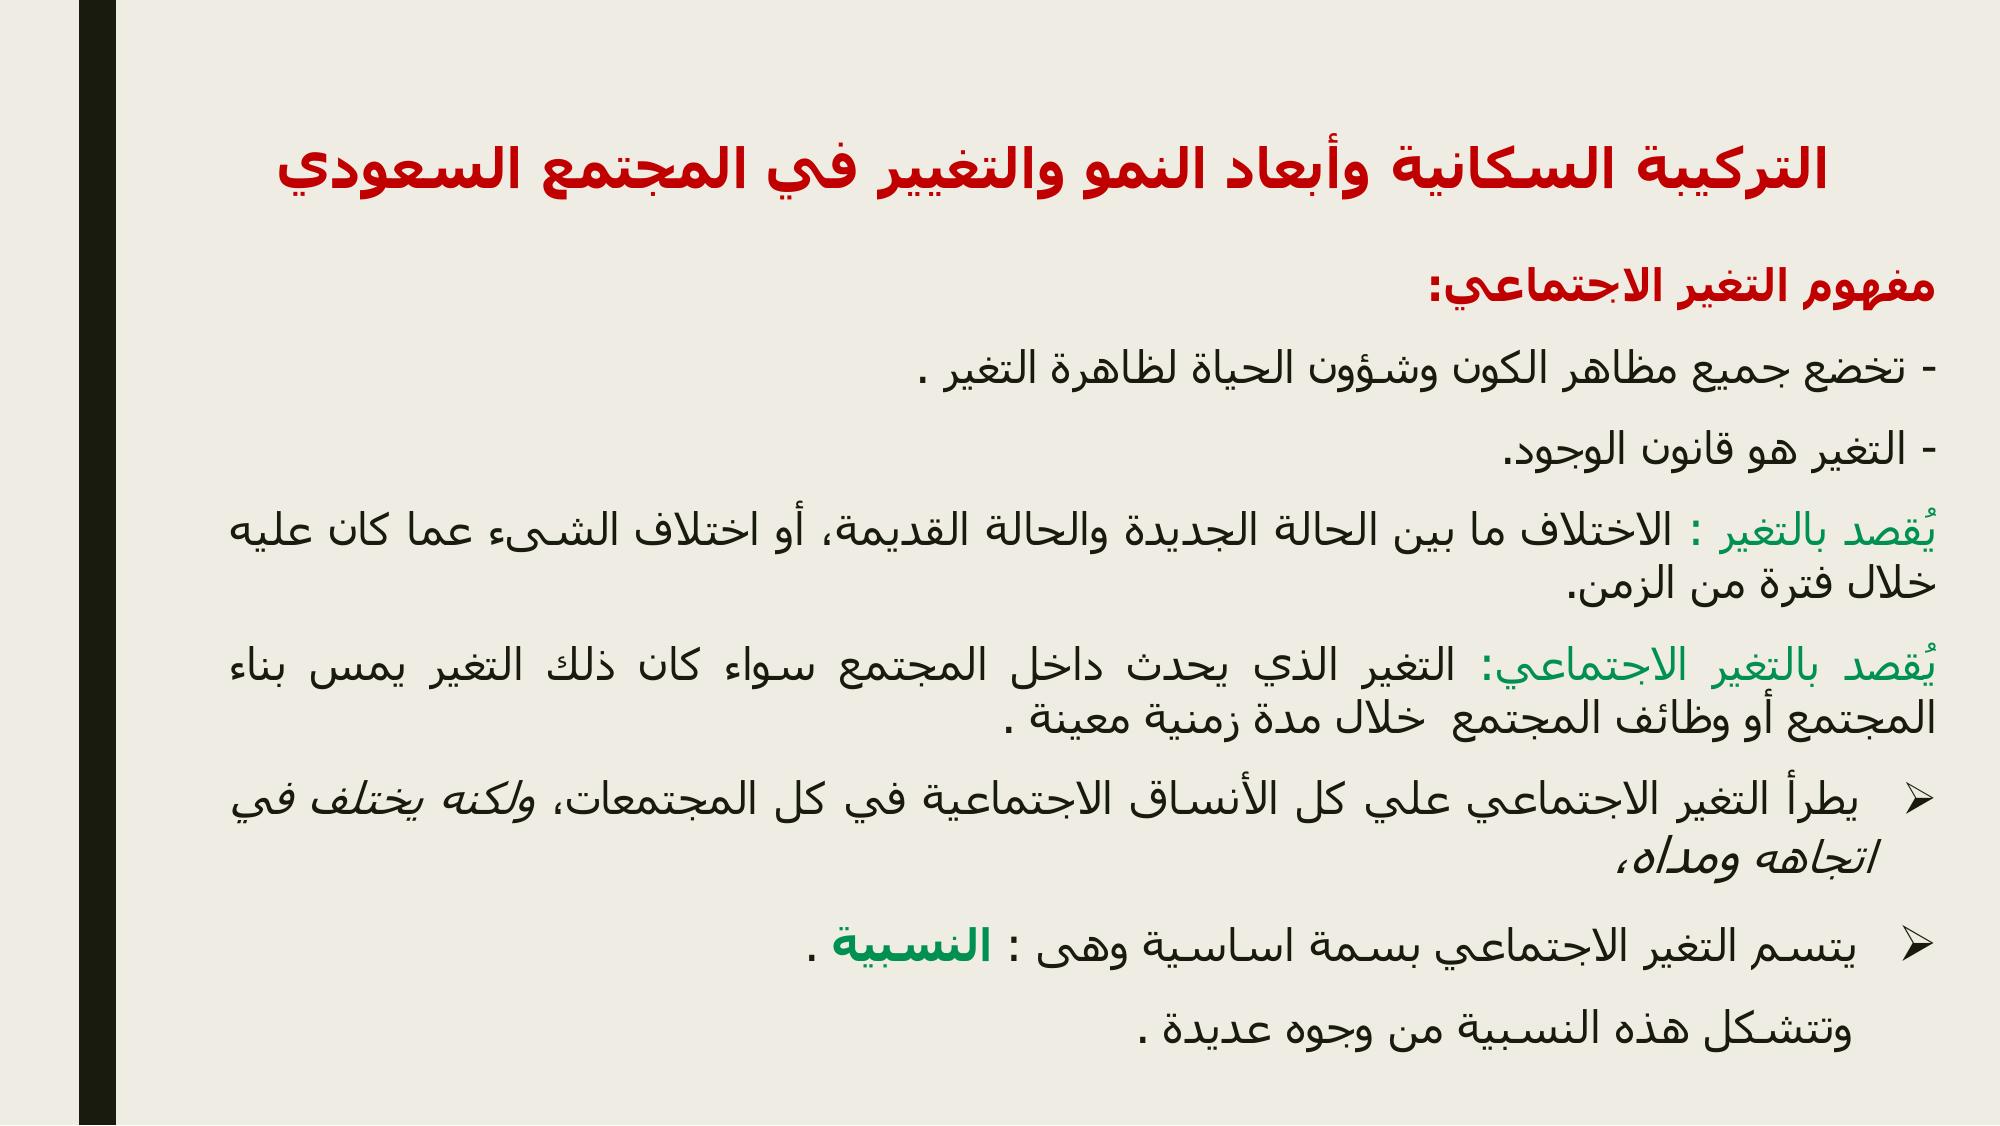 التركيبة السكانية وأبعاد النمو والتغيير في المجتمع السعودي
مفهوم التغير الاجتماعي:
- تخضع جميع مظاهر الكون وشؤون الحياة لظاهرة التغير .
- التغير هو قانون الوجود.
يُقصد بالتغير : الاختلاف ما بين الحالة الجديدة والحالة القديمة، أو اختلاف الشىء عما كان عليه
خلال فترة من الزمن.
يُقصد بالتغير الاجتماعي: التغير الذي يحدث داخل المجتمع سواء كان ذلك التغير يمس بناء
المجتمع أو وظائف المجتمع خلال مدة زمنية معينة .
➢ يطرأ التغير الاجتماعي علي كل الأنساق الاجتماعية في كل المجتمعات، ولكنه يختلف في
اتجاهه ومداه،
➢ يتسم التغير الاجتماعي بسمة اساسية وهى : النسبية .
وتتشكل هذه النسبية من وجوه عديدة .